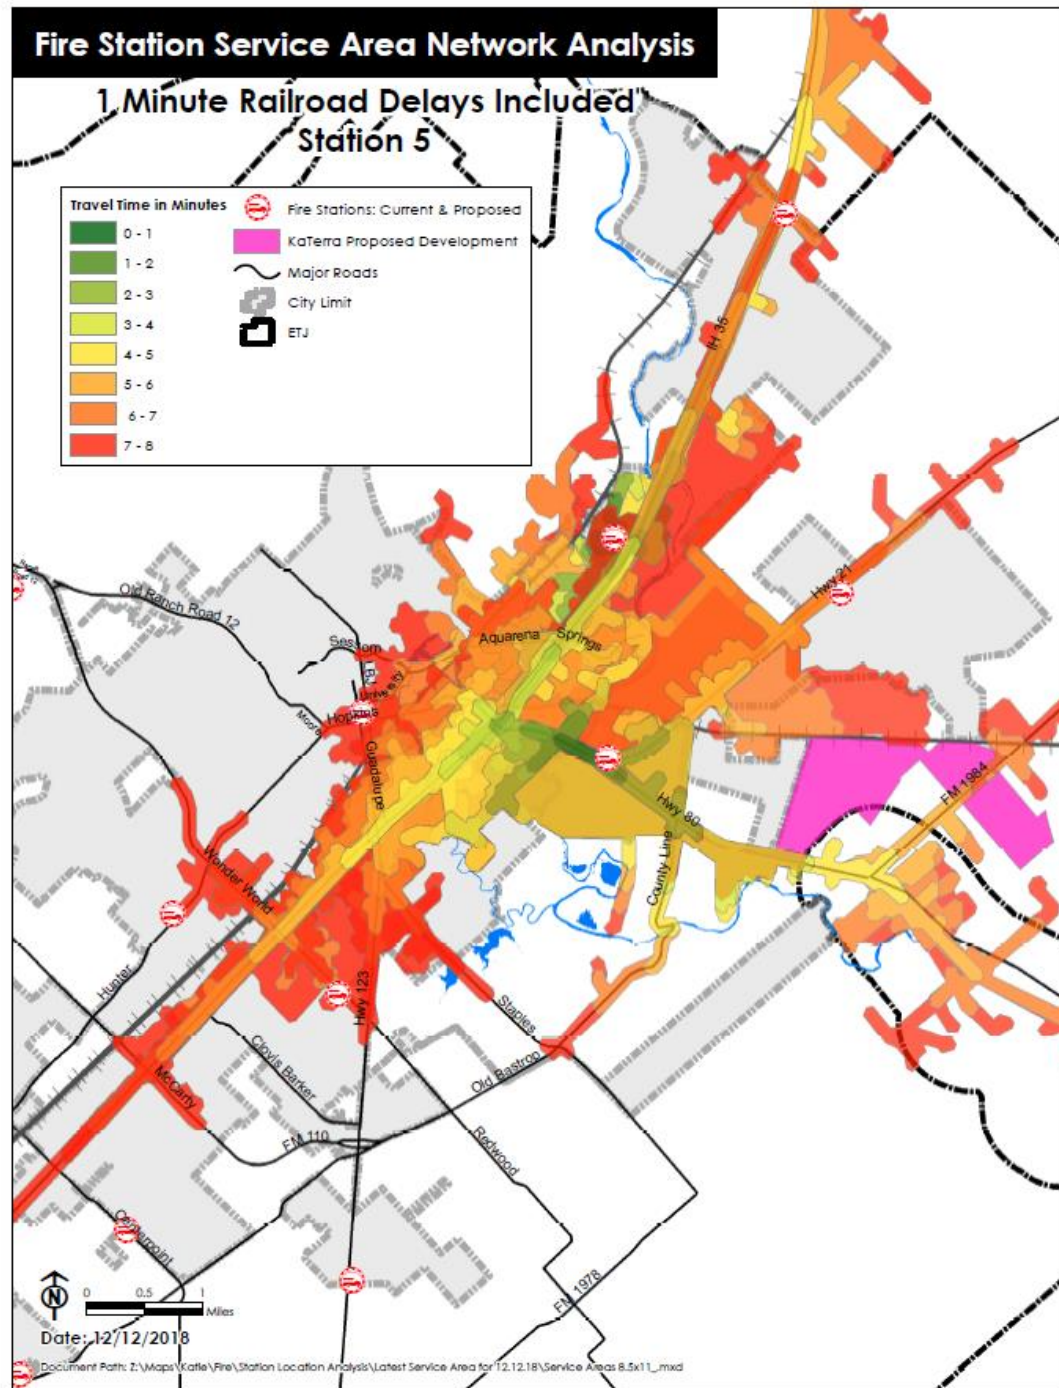 Fire Station Service Area Network Analysis
1 Minute Railroad Delays Included
Station 5
Travel Time in Minutes
0 - 1
1 - 2
2 - 3
3 - 4
4 - 5
5 - 6
6 - 7
7 - 8
Fire Stations: Current & Proposed
KaTerra Proposed Development
Major Roads
City Limit
ETJ
IH 35
Hwy 21
Old Ranch Road 12
Sessom
Aquarena
Springs
LBJ
University
Hopkins
Moore
Guadalupe
Hwy 80
FM 1984
County Line
Wonder World
Hunter
Hwy 123
Staples
Clovis Barker
Old Bastrop
McCarty
FM 110
Redwood
Centerpoint
FM 1978
N
0 0.5 1
Miles
Date: 12/12/2018
Document Path: Z:\Maps\Katie\Fire\Station Location Analysis\Latest Service Area for 12.12.18\Service Areas 8.5x11_.mxd